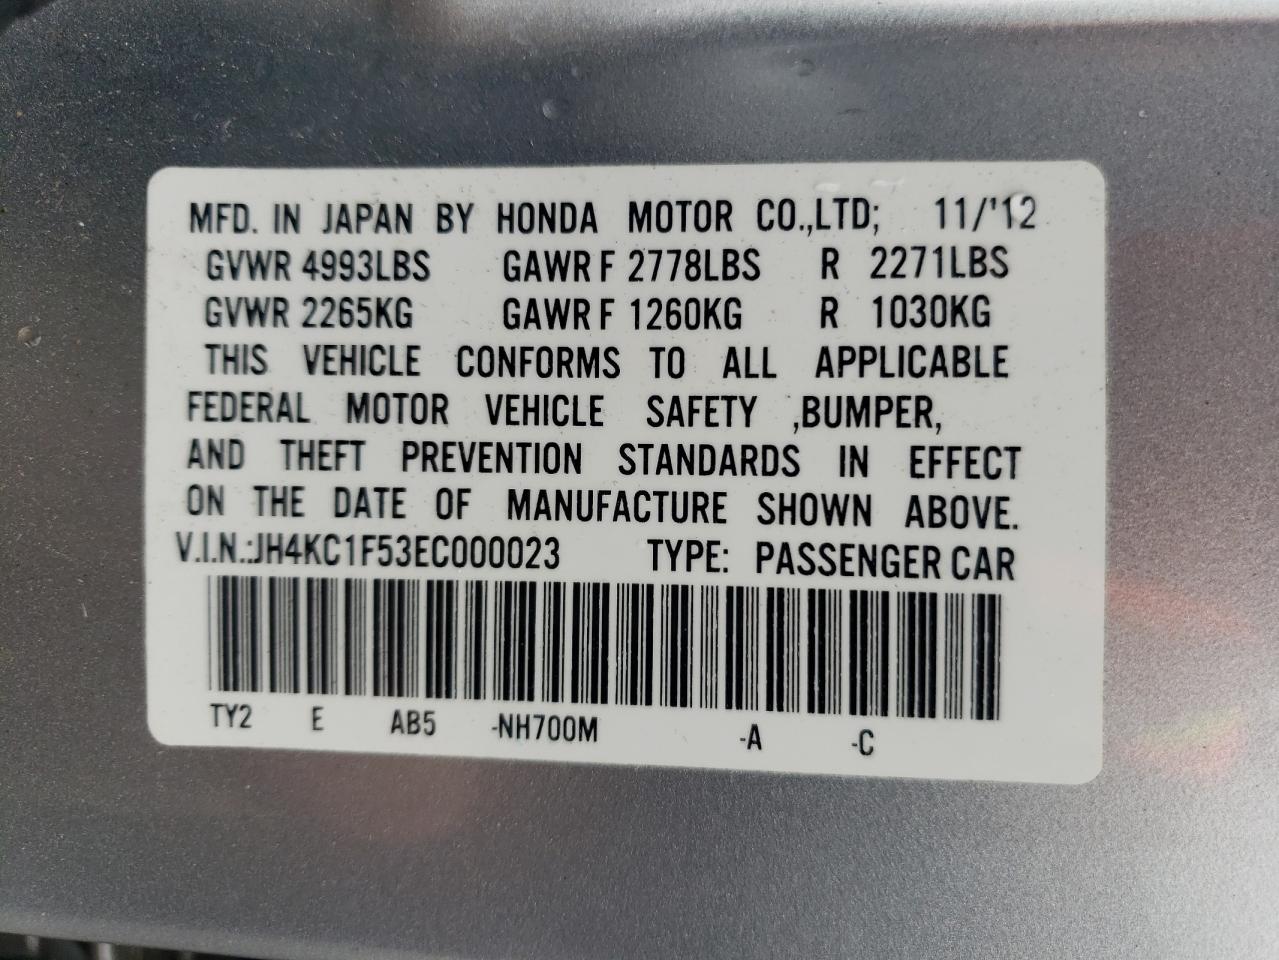 MFD. IN JAPAN BY HONDA MOTOR CO.,LTD; 11/'12
GVWR 4993LBS GAWR F 2778LBS R 2271LBS
GVWR 2265KG GAWR F 1260KG R 1030KG
THIS VEHICLE CONFORMS TO ALL APPLICABLE
FEDERAL MOTOR VEHICLE SAFETY ,BUMPER,
AND THEFT PREVENTION STANDARDS IN EFFECT
ON THE DATE OF MANUFACTURE SHOWN ABOVE.
V.I.N.:JH4KC1F53EC000023 TYPE: PASSENGER CAR
TY2 E AB5 -NH700M -A -C